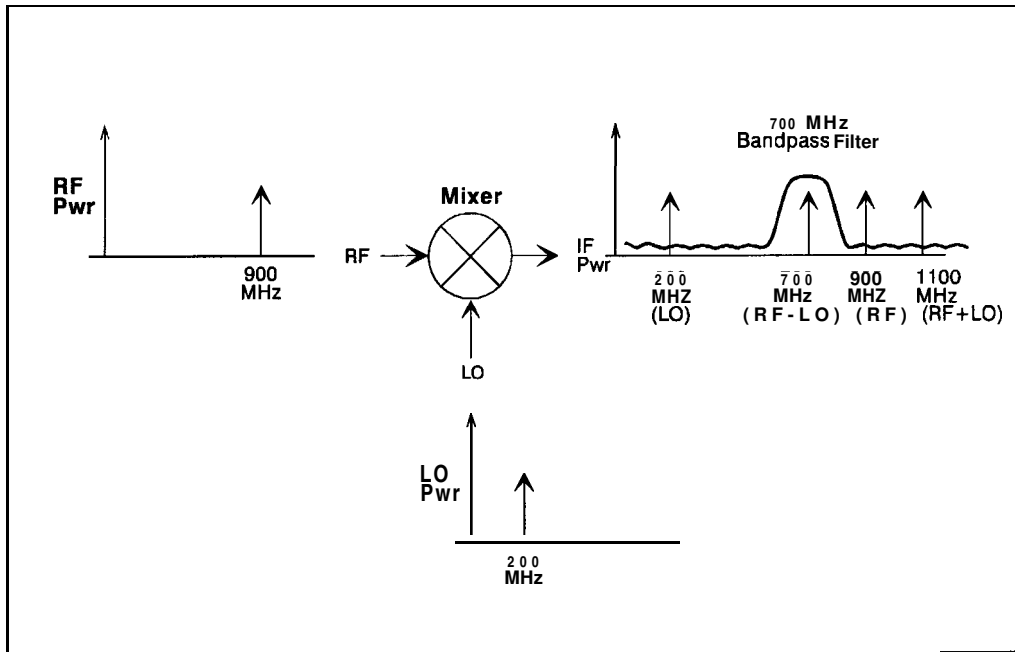 RF
Pwr
900
MHz
Mixer
RF
LO
LO
Pwr
200
MHz
700 MHz
Bandpass Filter
IF
Pwr
200
MHZ
(LO)
700
MHz
(RF-LO)
900
MHZ
(RF)
1100
MHz
(RF+LO)